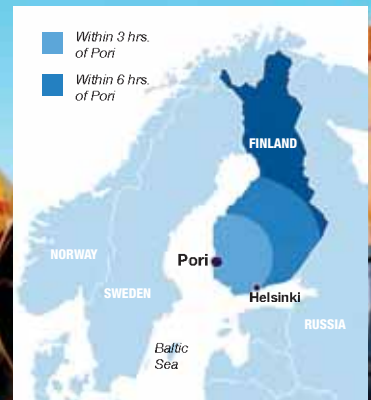 Within 3 hrs.
of Pori
Within 6 hrs.
of Pori
FINLAND
NORWAY
Pori
SWEDEN
Helsinki
RUSSIA
Baltic
Sea